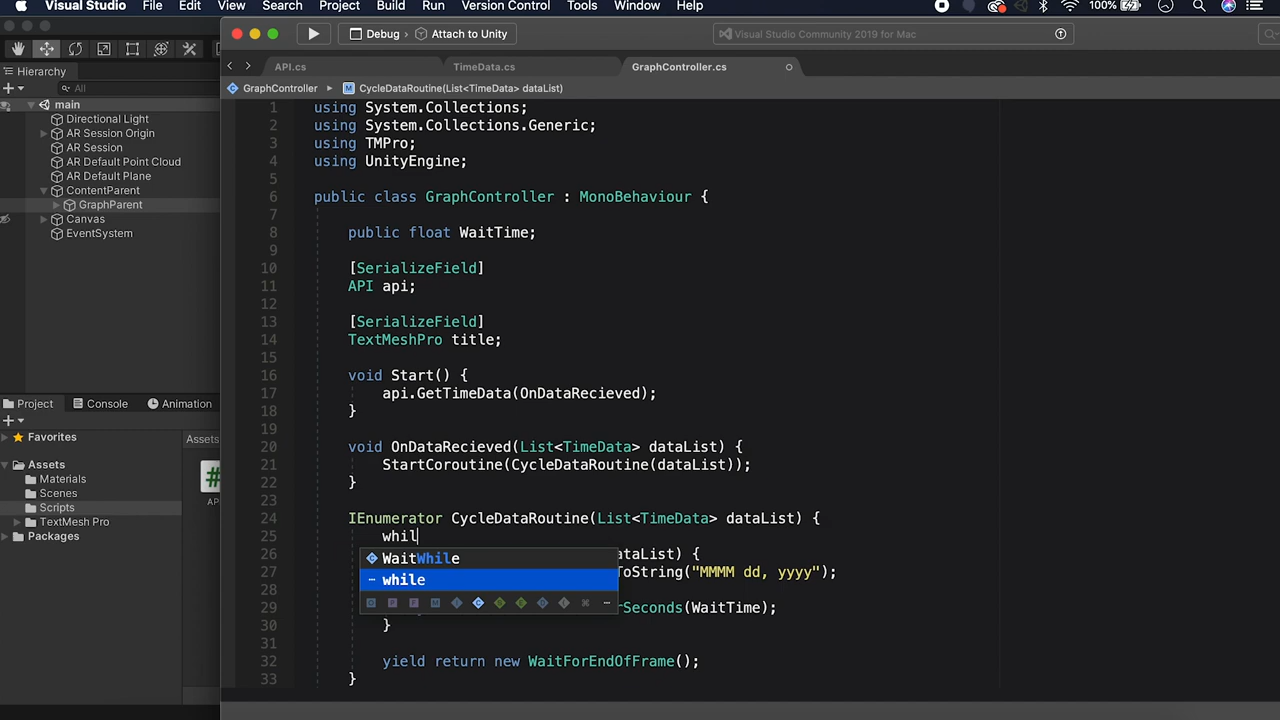 Visual Studio File Edit View Search Project Build Run Version Control Tools Window Help 100%
Debug Attach to Unity Visual Studio Community 2019 for Mac
Hierarchy
API.cs TimeData.cs GraphController.cs
All
GraphController CycleDataRoutine(List<TimeData> dataList)
main
Directional Light
AR Session Origin
AR Session
AR Default Point Cloud
AR Default Plane
ContentParent
GraphParent
Canvas
EventSystem
1 using System.Collections;
2 using System.Collections.Generic;
3 using TMPro;
4 using UnityEngine;
5
6 public class GraphController : MonoBehaviour {
7
8 public float WaitTime;
9
10 [SerializeField]
11 API api;
12
13 [SerializeField]
14 TextMeshPro title;
15
16 void Start() {
17 api.GetTimeData(OnDataRecieved);
18 }
19
20 void OnDataRecieved(List<TimeData> dataList) {
21 StartCoroutine(CycleDataRoutine(dataList));
22 }
23
24 IEnumerator CycleDataRoutine(List<TimeData> dataList) {
25 whil
26 dataList) {
27 ToString("MMMM dd, yyyy");
28
29 Seconds(WaitTime);
30 }
31
32 yield return new WaitForEndOfFrame();
33 }
WaitWhile
while
Project Console Animation
Favorites
Assets
Materials
Scenes
Scripts
TextMesh Pro
Packages
Assets
AP